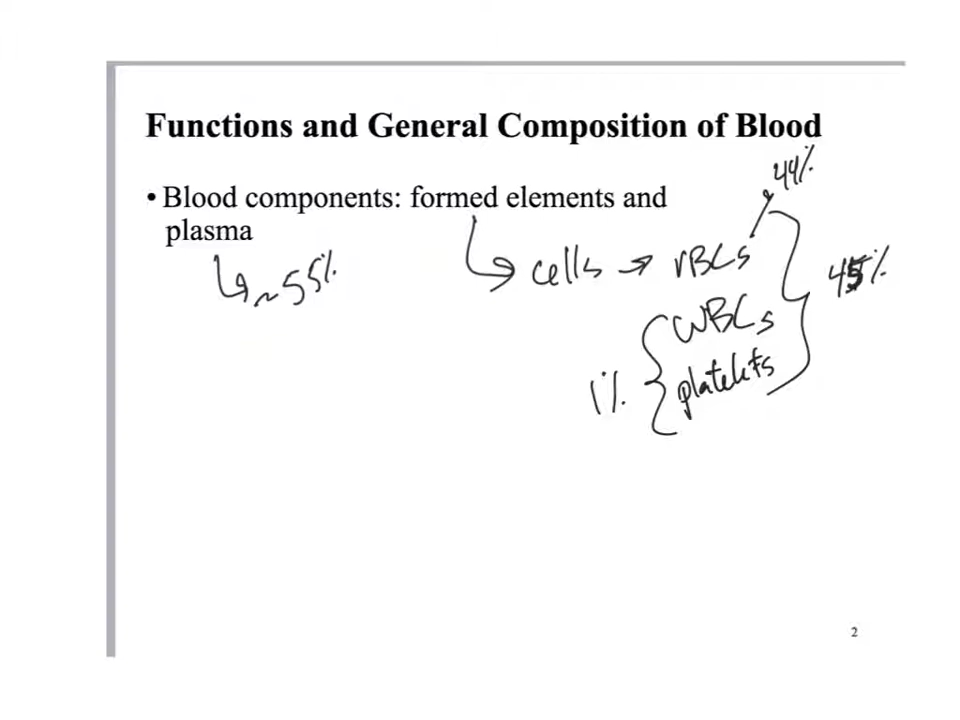 Functions and General Composition of Blood
44%
• Blood components: formed elements and
plasma
cells → rBCs
45%
~55%
WBCs
1%
platelets
2